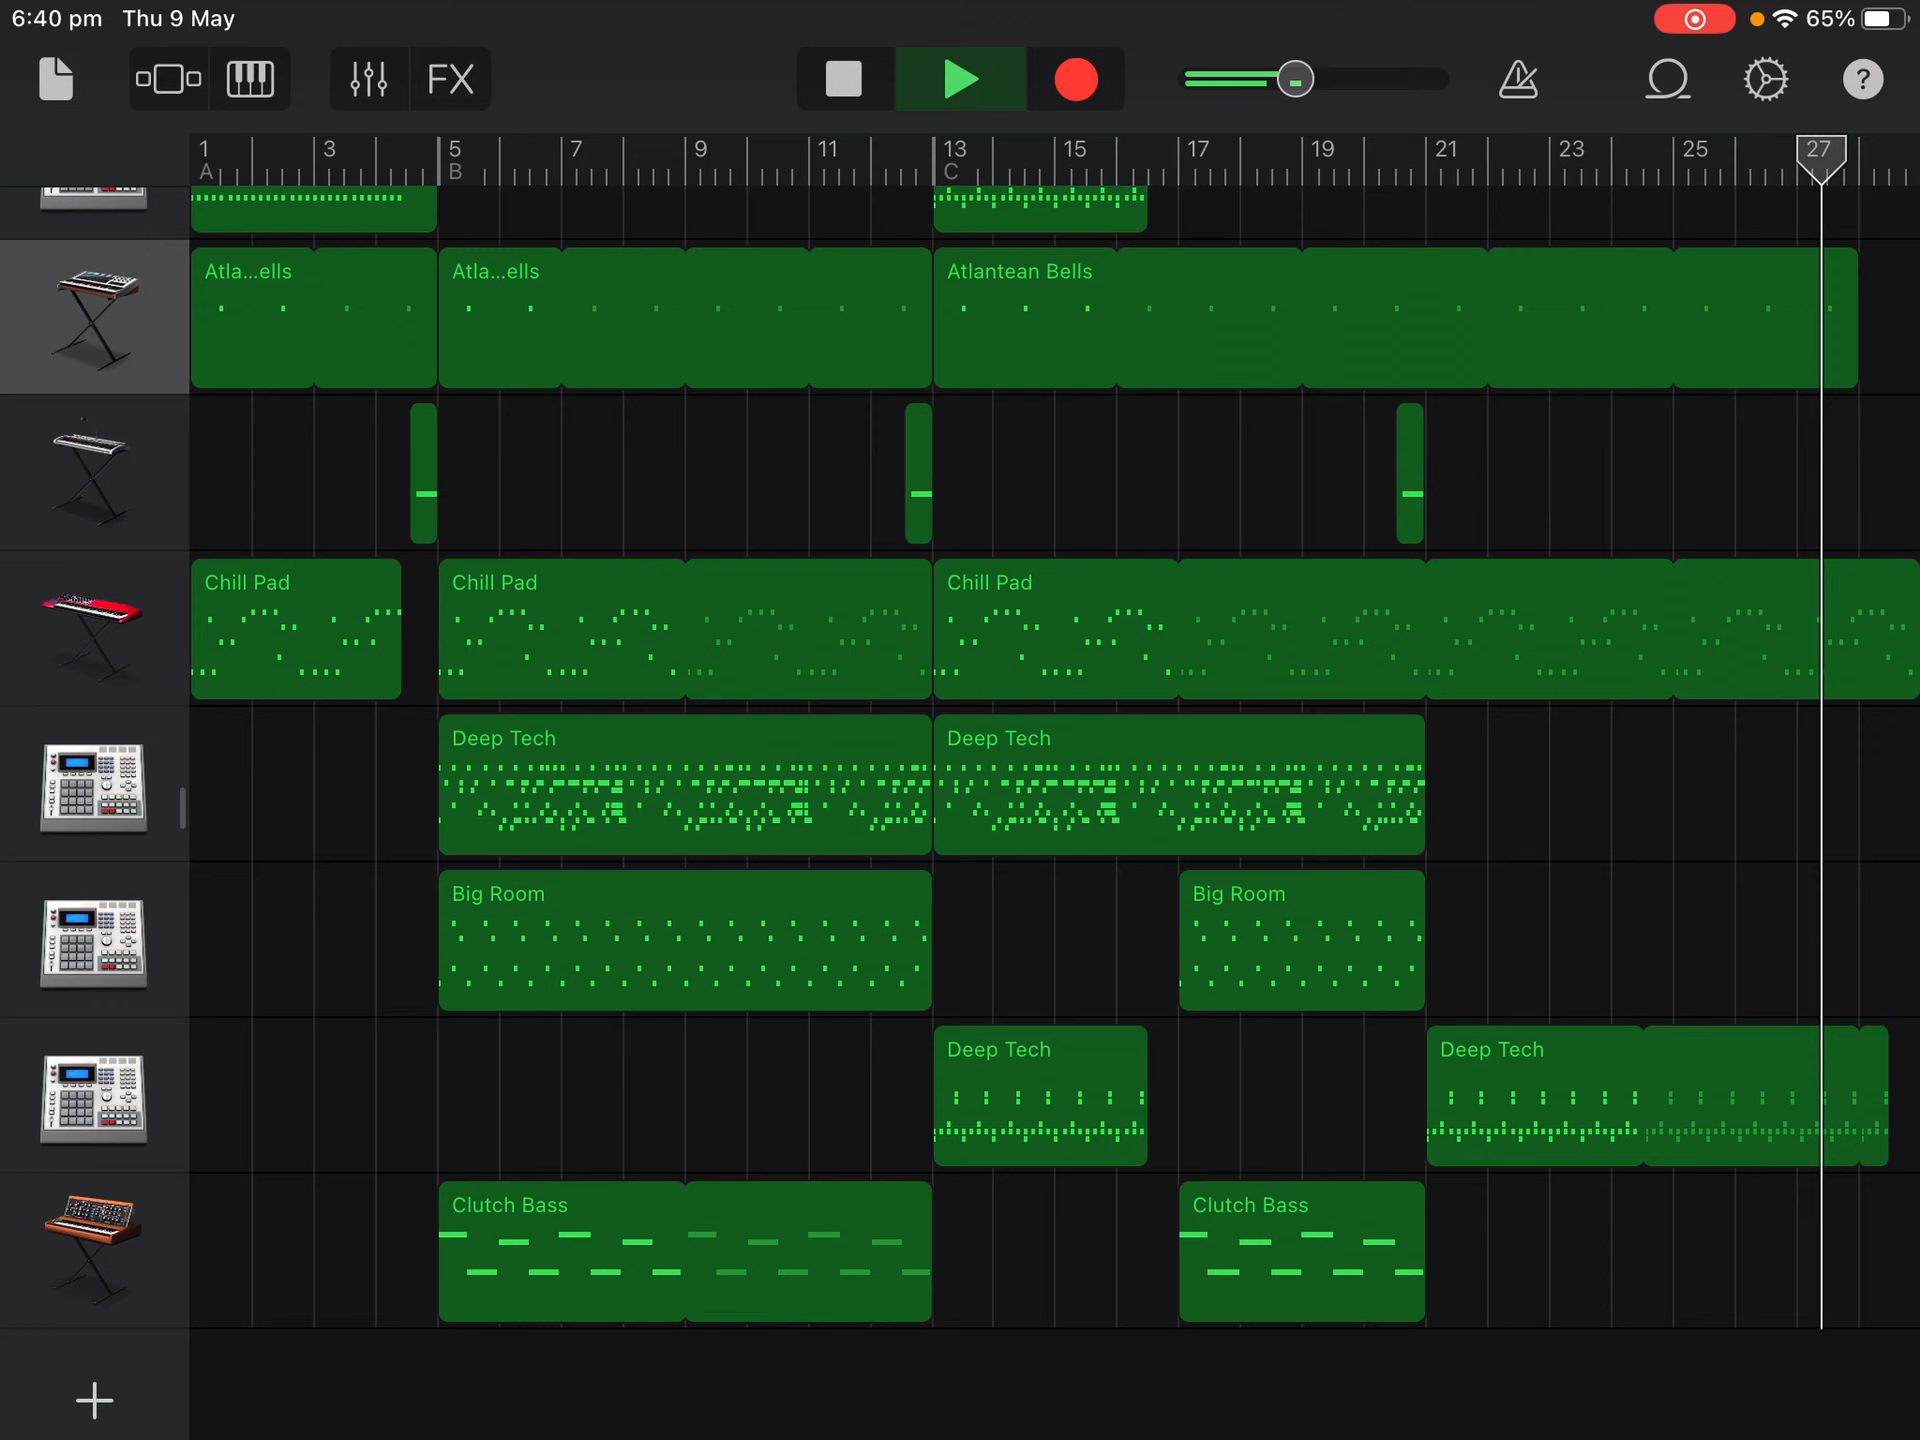 6:40 pm Thu 9 May
65%
FX
?
1 3 5 7 9 11 13 15 17 19 21 23 25 27
A B C
Atla...ells Atla...ells Atlantean Bells
Chill Pad Chill Pad Chill Pad
Deep Tech Deep Tech
Big Room Big Room
Deep Tech Deep Tech
Clutch Bass Clutch Bass